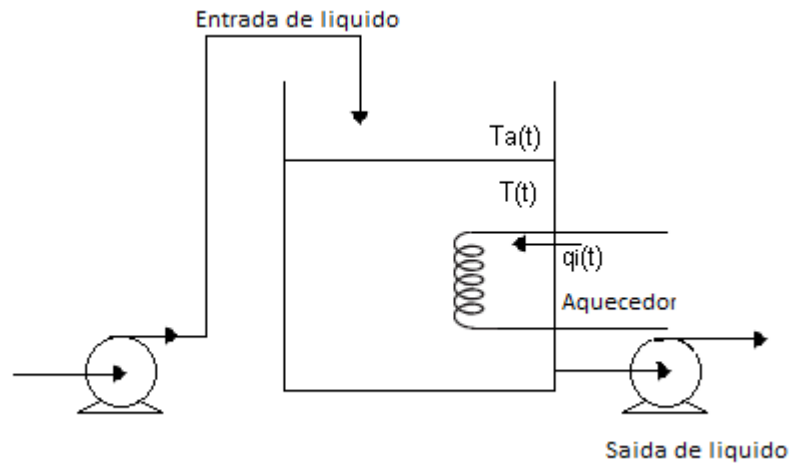 Entrada de liquido
Ta(t)
T(t)
qi(t)
Aquecedor
Saida de liquido